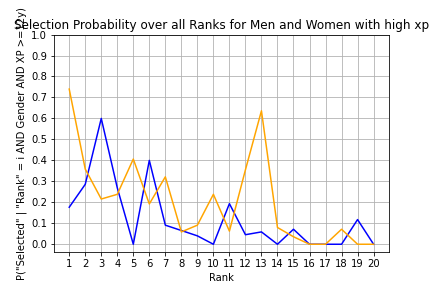 Selection Probability over all Ranks for Men and Women with high xp
P("Selected" | "Rank" = i AND Gender AND XP >=
1.0
0.9
0.8
0.7
0.6
0.5
0.4
0.3
0.2
0.1
0.0
1 2 3 4 5 6 7 8 9 10 11 12 13 14 15 16 17 18 19 20
Rank